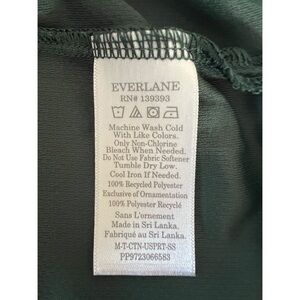 EVERLANE
RN# 139393
Machine Wash Cold
With Like Colors.
Only Non-Chlorine
Bleach When Needed.
Do Not Use Fabric Softener
Tumble Dry Low.
Cool Iron If Needed.
100% Recycled Polyester
Exclusive of Ornamentation
100% Polyester Recyclé
Sans L'ornement
Made in Sri Lanka.
Fabriqué au Sri Lanka.
M-T-CTN-USPRT-SS
PP9723066583